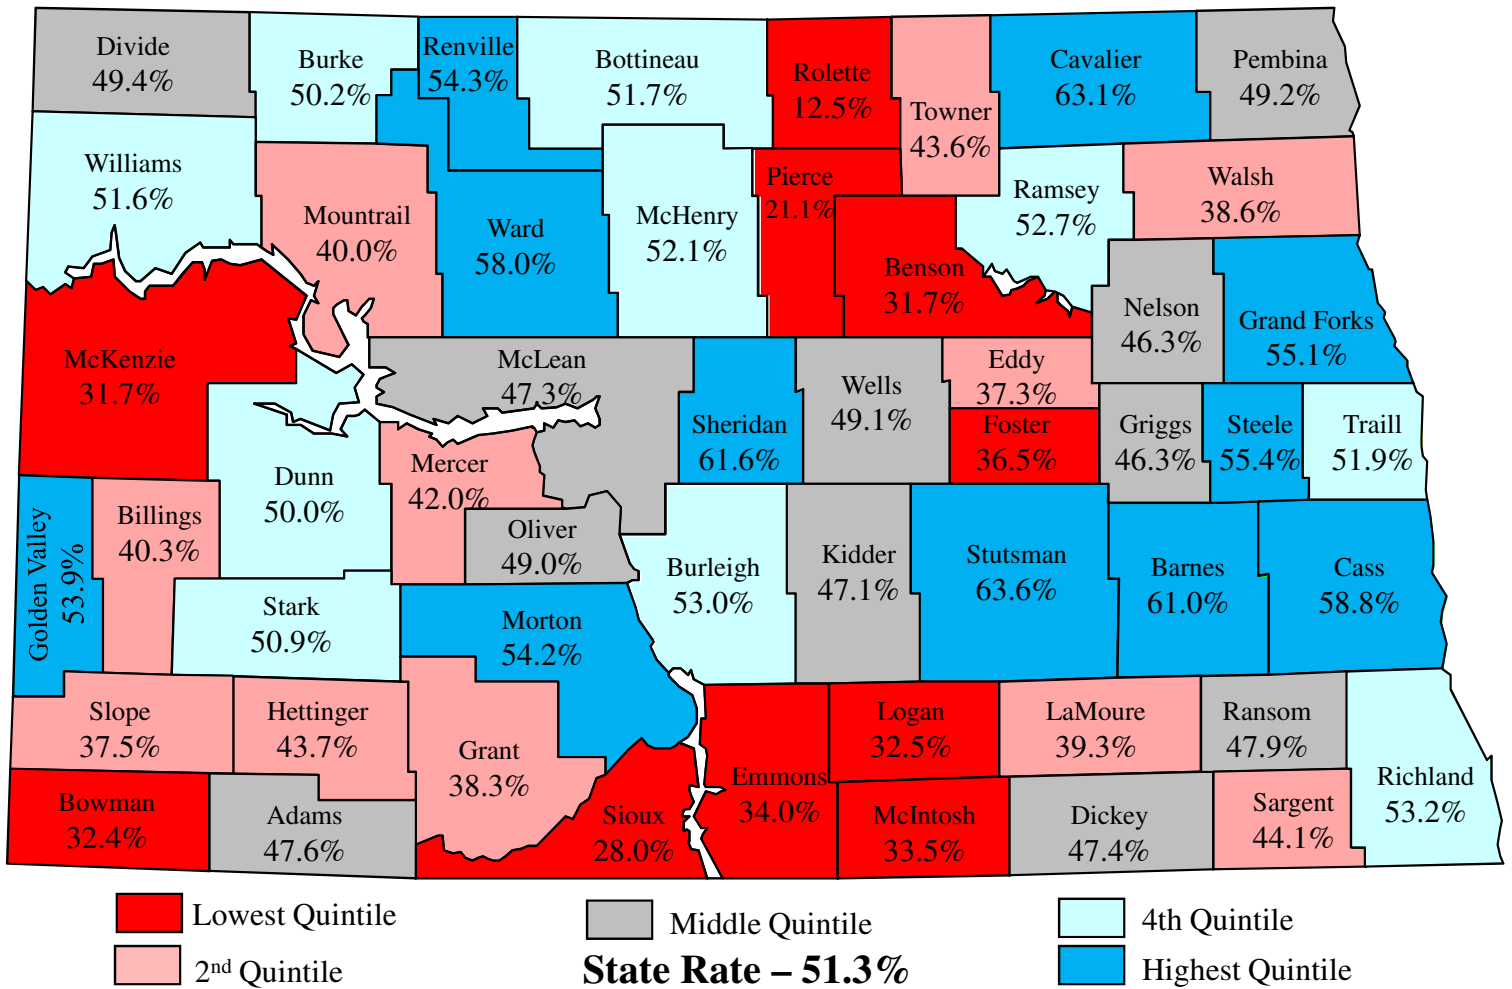 Divide
49.4%
Burke
50.2%
Renville
54.3%
Bottineau
51.7%
Rolette
12.5%
Towner
43.6%
Cavalier
63.1%
Pembina
49.2%
Williams
51.6%
Mountrail
40.0%
Ward
58.0%
McHenry
52.1%
Pierce
21.1%
Benson
31.7%
Ramsey
52.7%
Walsh
38.6%
Nelson
46.3%
Grand Forks
55.1%
McKenzie
31.7%
McLean
47.3%
Sheridan
61.6%
Wells
49.1%
Eddy
37.3%
Foster
36.5%
Griggs
46.3%
Steele
55.4%
Traill
51.9%
Dunn
50.0%
Mercer
42.0%
Oliver
49.0%
Golden Valley
53.9%
Billings
40.3%
Stark
50.9%
Morton
54.2%
Burleigh
53.0%
Kidder
47.1%
Stutsman
63.6%
Barnes
61.0%
Cass
58.8%
Slope
37.5%
Hettinger
43.7%
Grant
38.3%
Logan
32.5%
LaMoure
39.3%
Ransom
47.9%
Richland
53.2%
Bowman
32.4%
Adams
47.6%
Sioux
28.0%
Emmons
34.0%
McIntosh
33.5%
Dickey
47.4%
Sargent
44.1%
Lowest Quintile
2nd Quintile
Middle Quintile
State Rate – 51.3%
4th Quintile
Highest Quintile